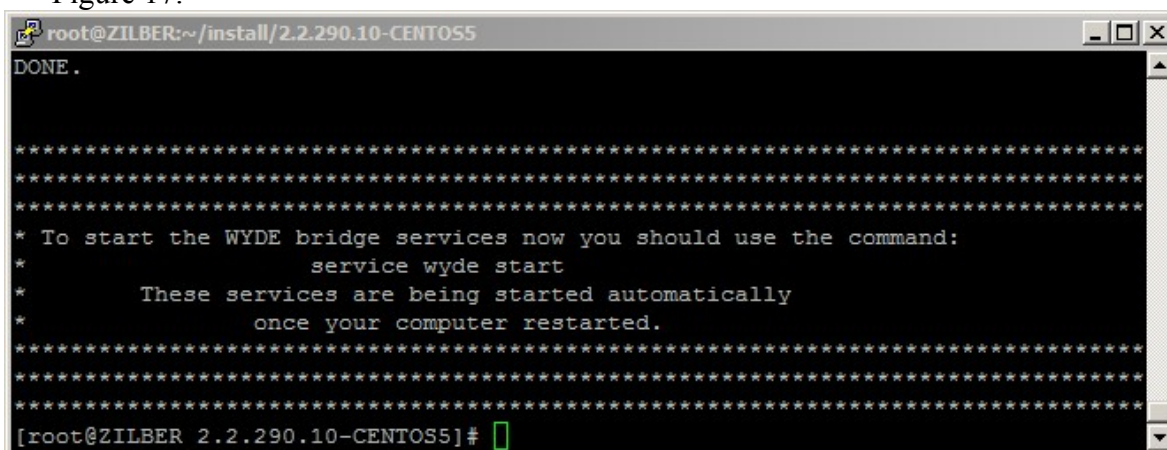 Figure 17.
root@ZILBER:~/install/2.2.290.10-CENTOS5
DONE.
********************************************************************************
********************************************************************************
********************************************************************************
* To start the WYDE bridge services now you should use the command:
*                     service wyde start
*         These services are being started automatically
*                 once your computer restarted.
********************************************************************************
********************************************************************************
********************************************************************************
[root@ZILBER 2.2.290.10-CENTOS5]#